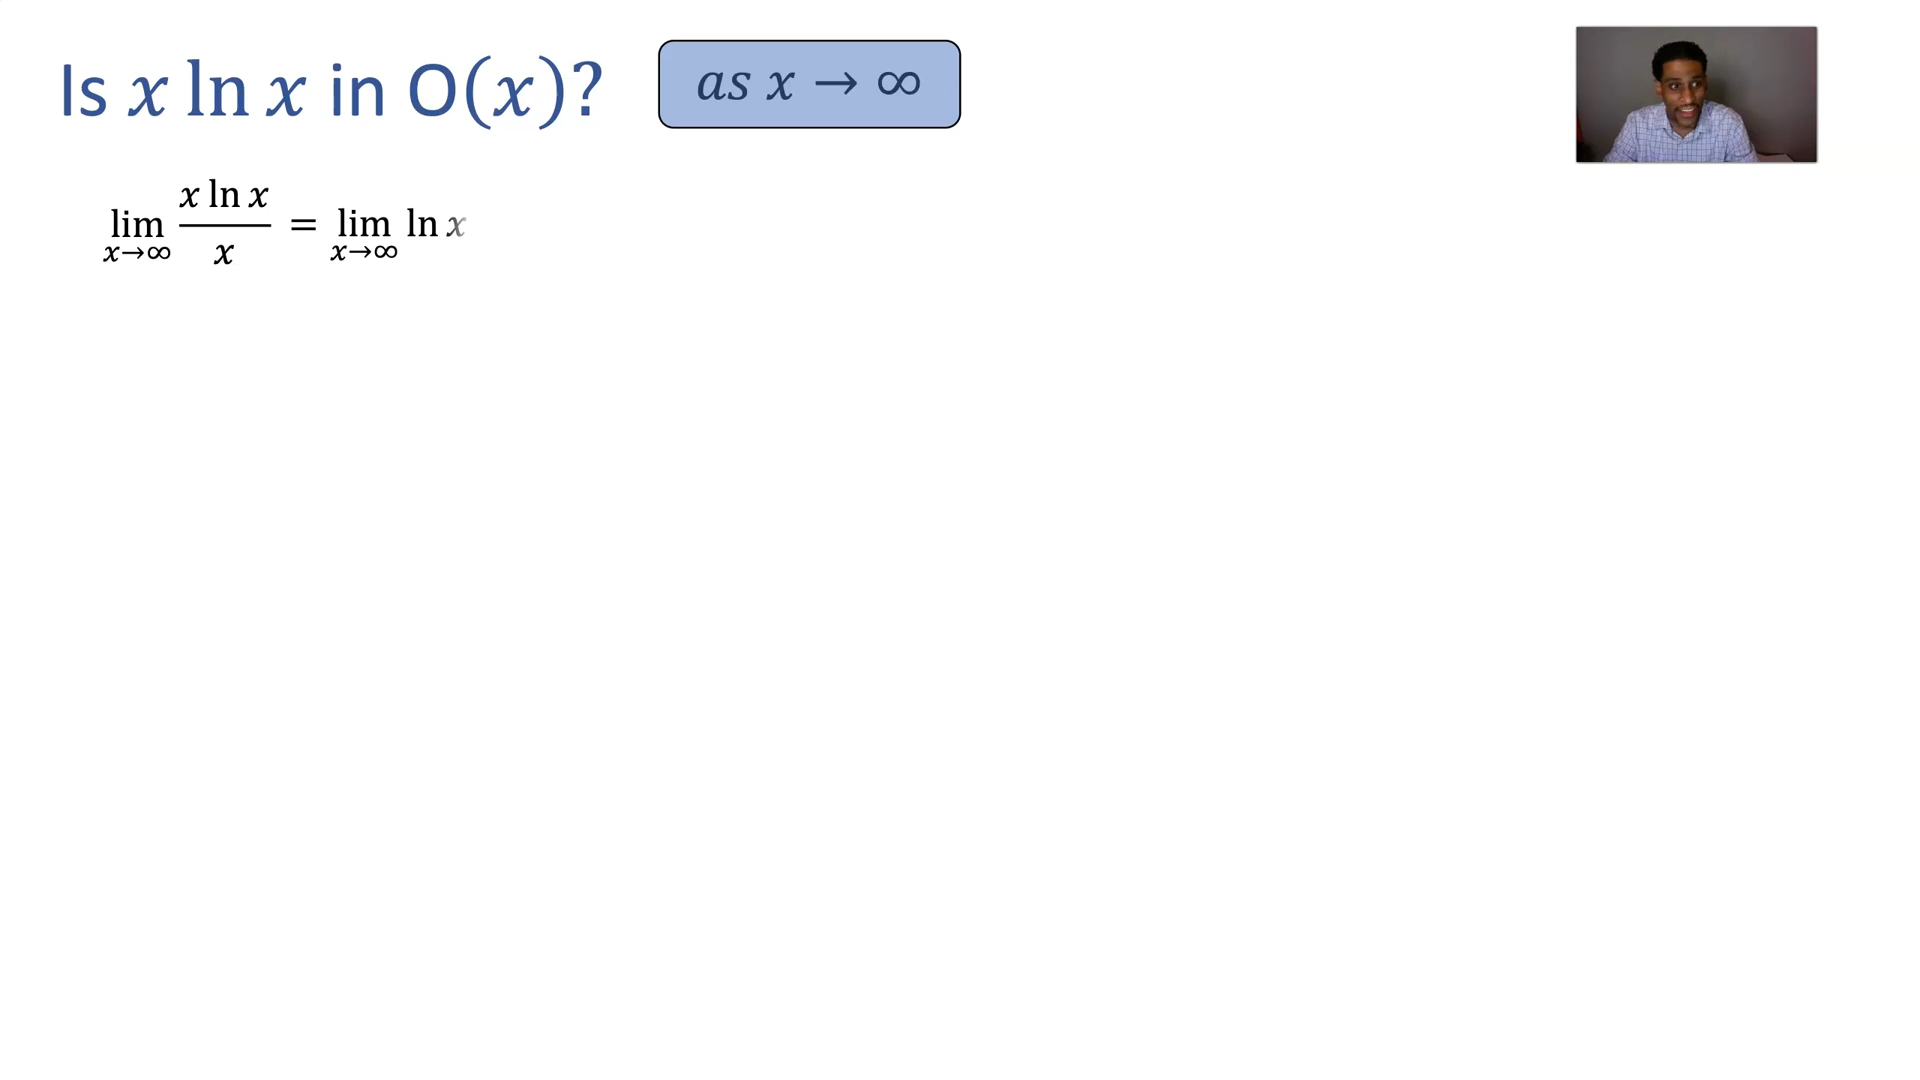 Is x ln x in O(x)?
as x → ∞
lim x→∞ x ln x / x = lim x→∞ ln x